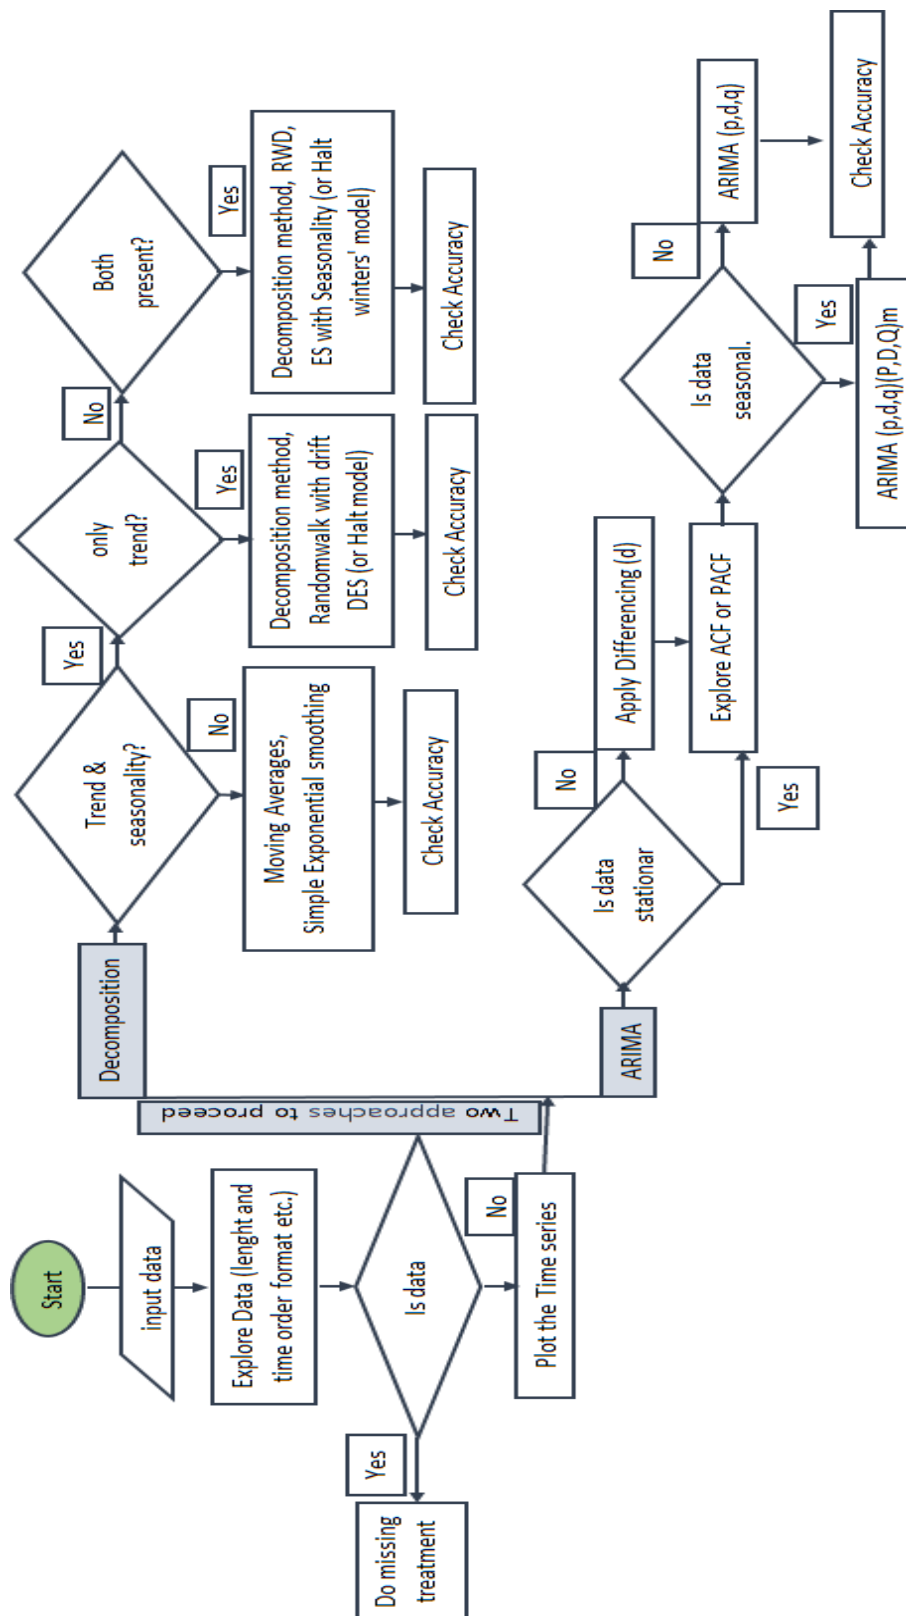 Start
input data
Explore Data (lenght and
time order format etc.)
Is data
Yes
Do missing
treatment
No
Plot the Time series
Two approaches to proceed
Decomposition
Trend &
seasonality?
No
Moving Averages,
Simple Exponential smoothing
Check Accuracy
Yes
only
trend?
Yes
Decomposition method,
Randomwalk with drift
DES (or Halt model)
Check Accuracy
No
Both
present?
Yes
Decomposition method, RWD,
ES with Seasonality (or Halt
winters' model)
Check Accuracy
ARIMA
Is data
stationar
No
Apply Differencing (d)
Yes
Explore ACF or PACF
Is data
seasonal.
No
ARIMA (p,d,q)
Yes
ARIMA (p,d,q)(P,D,Q)m
Check Accuracy